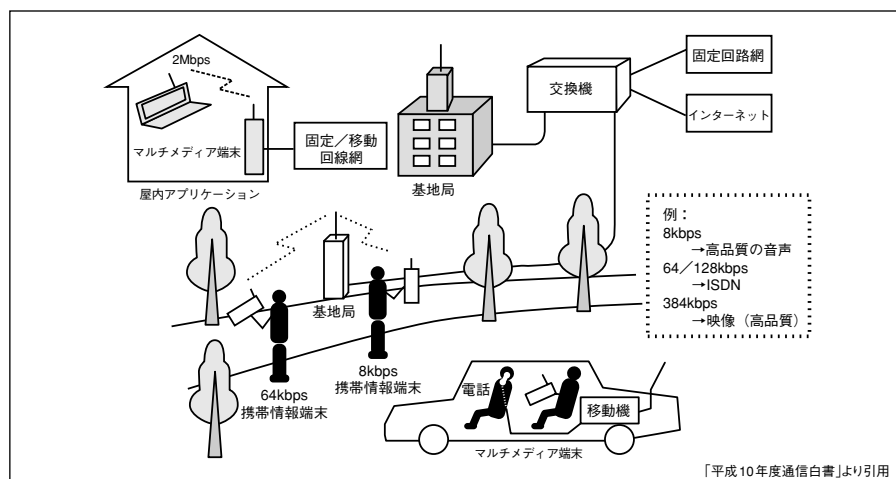 2Mbps
マルチメディア端末
屋内アプリケーション
固定／移動
回線網
基地局
交換機
固定回路網
インターネット
例：
8kbps
→高品質の音声
64／128kbps
→ISDN
384kbps
→映像（高品質）
基地局
64kbps
携帯情報端末
8kbps
携帯情報端末
電話
移動機
マルチメディア端末
「平成10年度通信白書」より引用